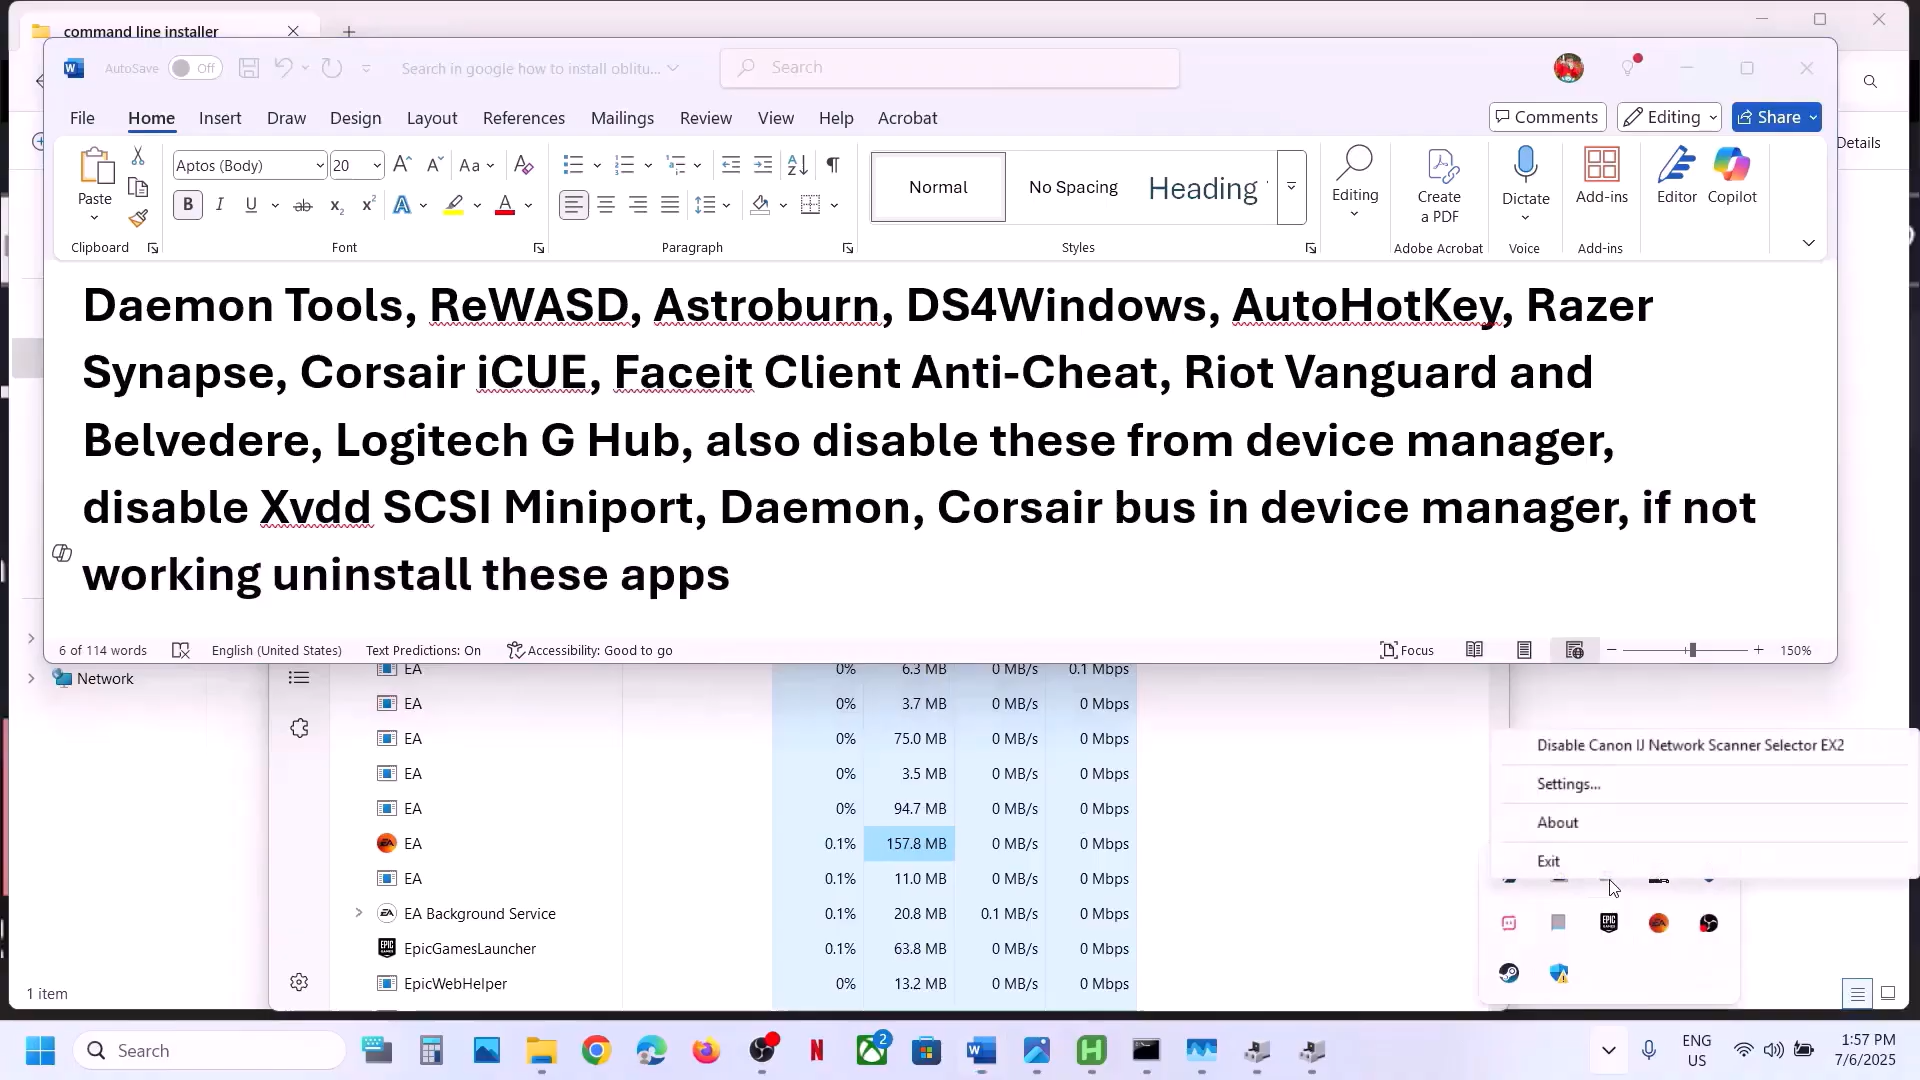 command line installer
AutoSave
Off
Search in google how to install oblitu...
Search
File
Home
Insert
Draw
Design
Layout
References
Mailings
Review
View
Help
Acrobat
Comments
Editing
Share
Details
Paste
Clipboard
Aptos (Body)
20
Font
Paragraph
Normal
No Spacing
Heading
Styles
Editing
Create
a PDF
Adobe Acrobat
Dictate
Voice
Add-ins
Add-ins
Editor
Copilot
Daemon Tools, ReWASD, Astroburn, DS4Windows, AutoHotKey, Razer
Synapse, Corsair iCUE, Faceit Client Anti-Cheat, Riot Vanguard and
Belvedere, Logitech G Hub, also disable these from device manager,
disable Xvdd SCSI Miniport, Daemon, Corsair bus in device manager, if not
working uninstall these apps
6 of 114 words
English (United States)
Text Predictions: On
Accessibility: Good to go
Focus
150%
Network
EA 0% 6.3 MB 0 MB/s 0.1 Mbps
EA 0% 3.7 MB 0 MB/s 0 Mbps
EA 0% 75.0 MB 0 MB/s 0 Mbps
EA 0% 3.5 MB 0 MB/s 0 Mbps
EA 0% 94.7 MB 0 MB/s 0 Mbps
EA 0.1% 157.8 MB 0 MB/s 0 Mbps
EA 0.1% 11.0 MB 0 MB/s 0 Mbps
EA Background Service 0.1% 20.8 MB 0.1 MB/s 0 Mbps
EpicGamesLauncher 0.1% 63.8 MB 0 MB/s 0 Mbps
EpicWebHelper 0% 13.2 MB 0 MB/s 0 Mbps
Disable Canon IJ Network Scanner Selector EX2
Settings...
About
Exit
1 item
Search
2
ENG
US
1:57 PM
7/6/2025